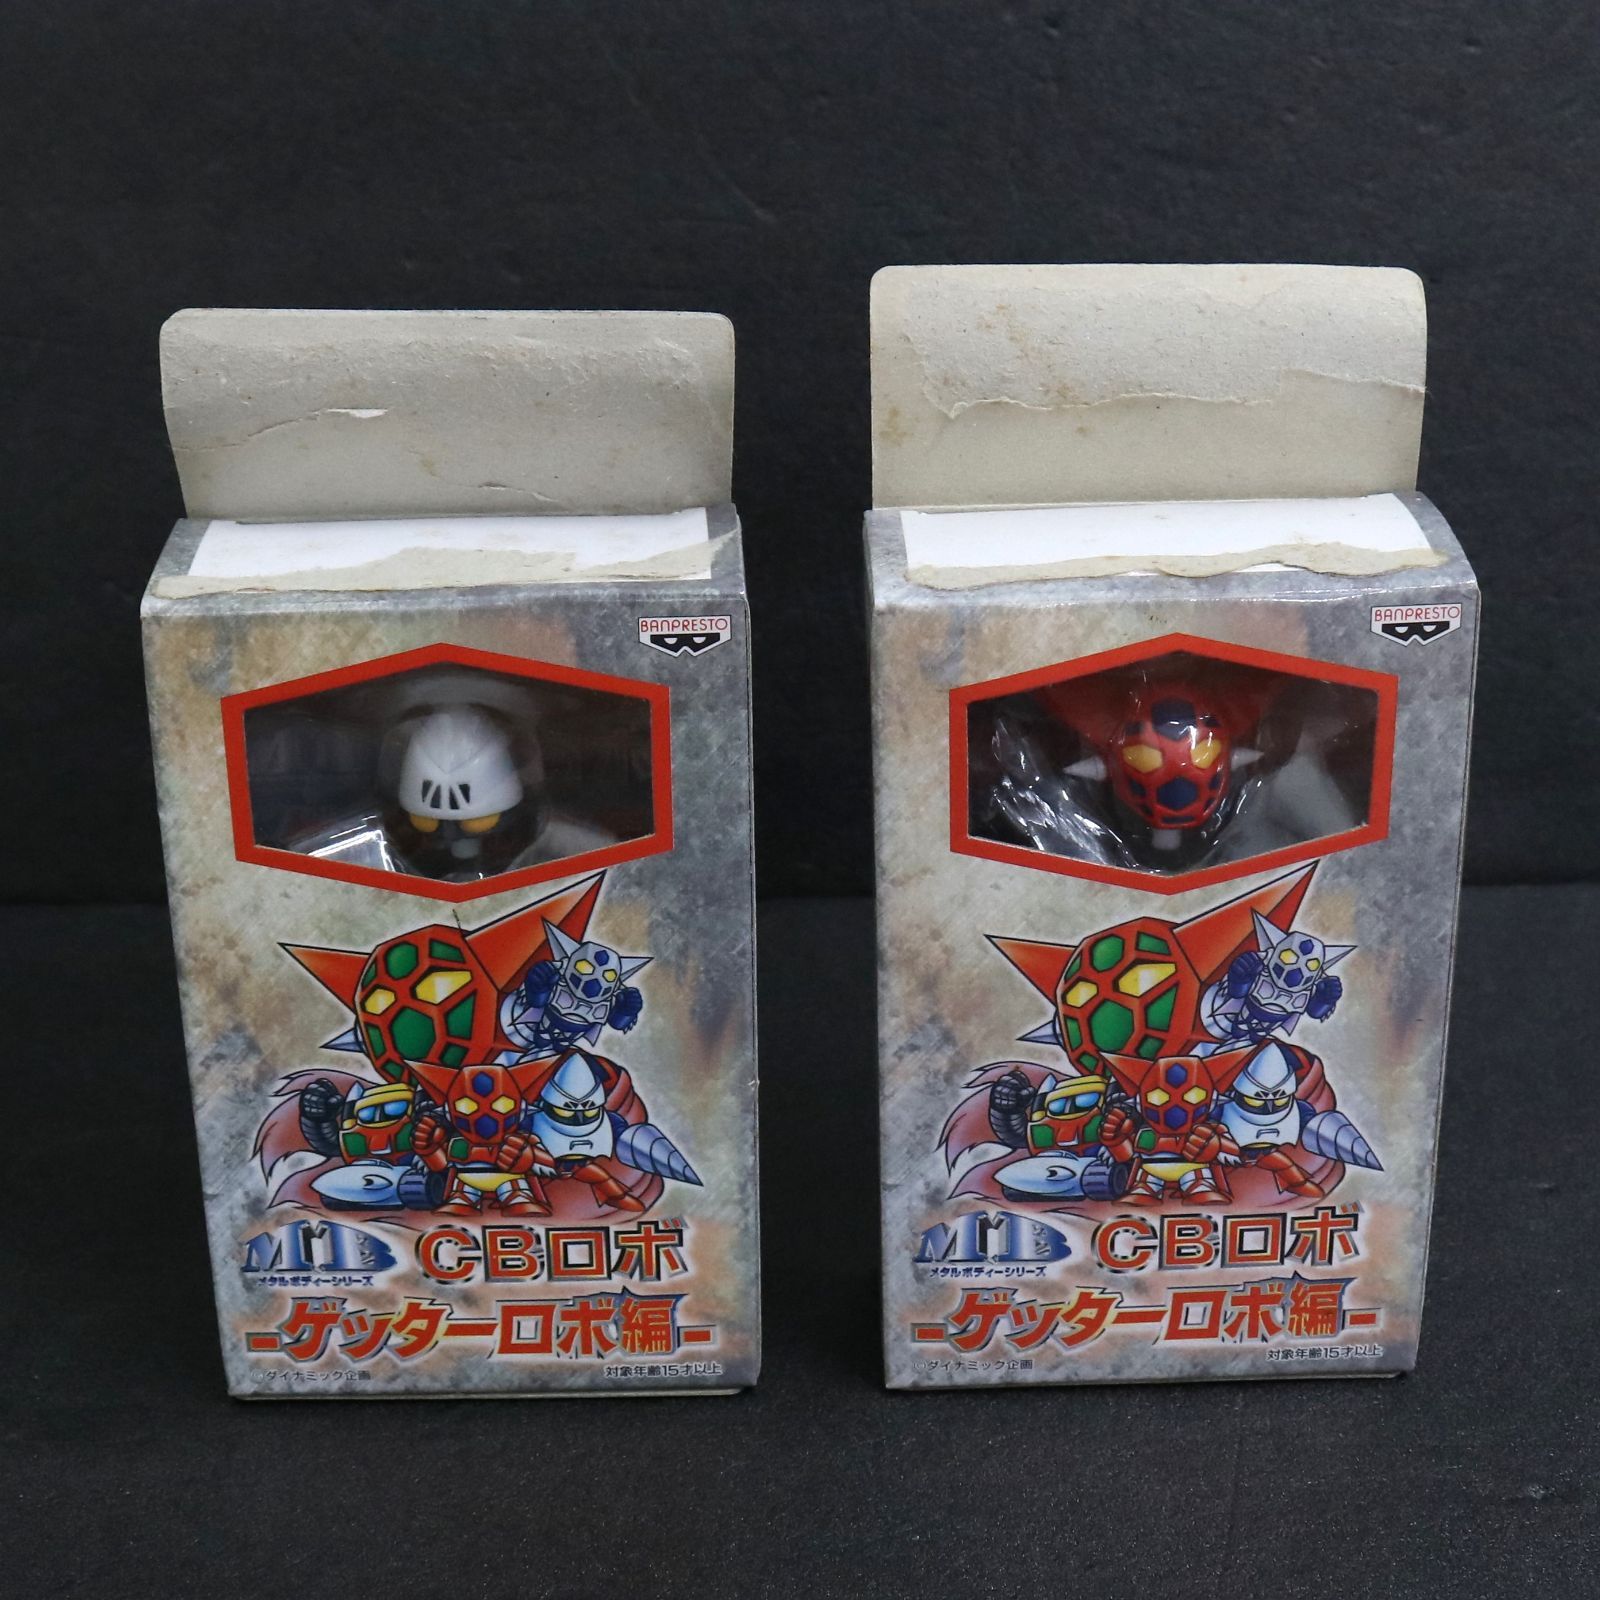 BANPRESTO
MB
メタルボディーシリーズ
CBロボ
-ゲッターロボ編-
©ダイナミック企画
対象年齢15才以上
BANPRESTO
MB
メタルボディーシリーズ
CBロボ
-ゲッターロボ編-
©ダイナミック企画
対象年齢15才以上